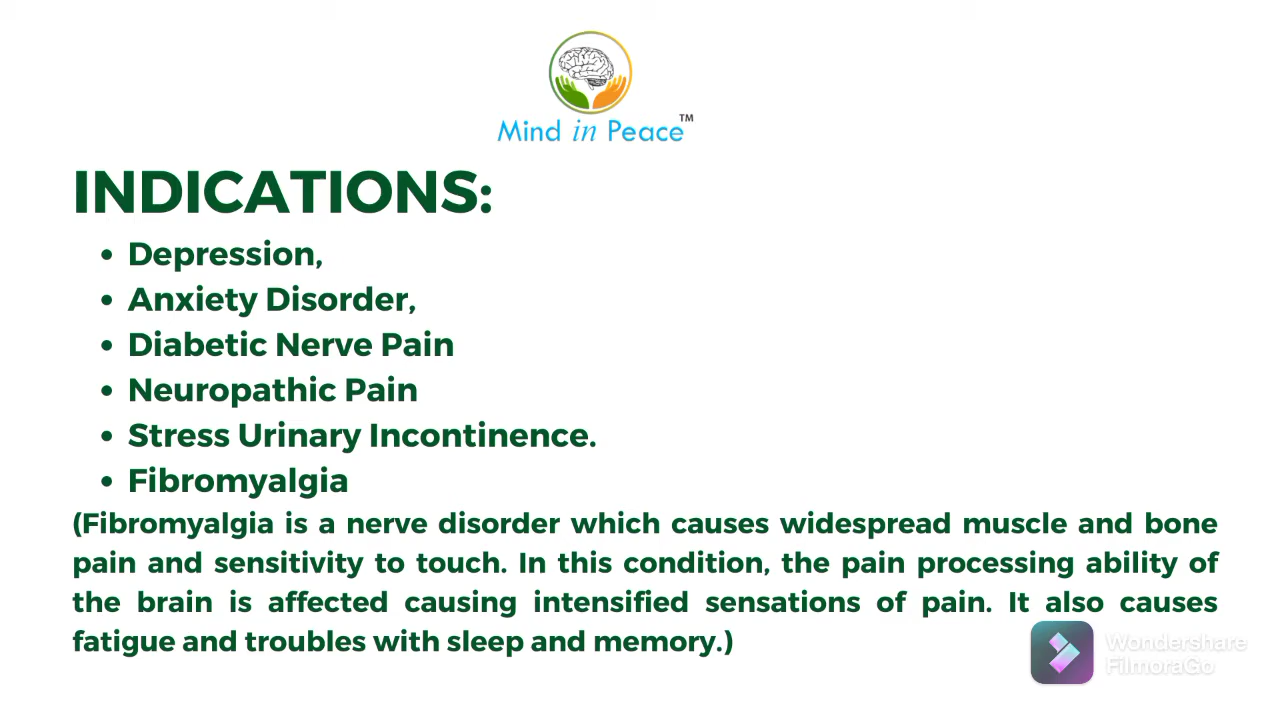 Mind in Peace™
INDICATIONS:
• Depression,
• Anxiety Disorder,
• Diabetic Nerve Pain
• Neuropathic Pain
• Stress Urinary Incontinence.
• Fibromyalgia
(Fibromyalgia is a nerve disorder which causes widespread muscle and bone
pain and sensitivity to touch. In this condition, the pain processing ability of
the brain is affected causing intensified sensations of pain. It also causes
fatigue and troubles with sleep and memory.)
Wondershare
FilmoraGo